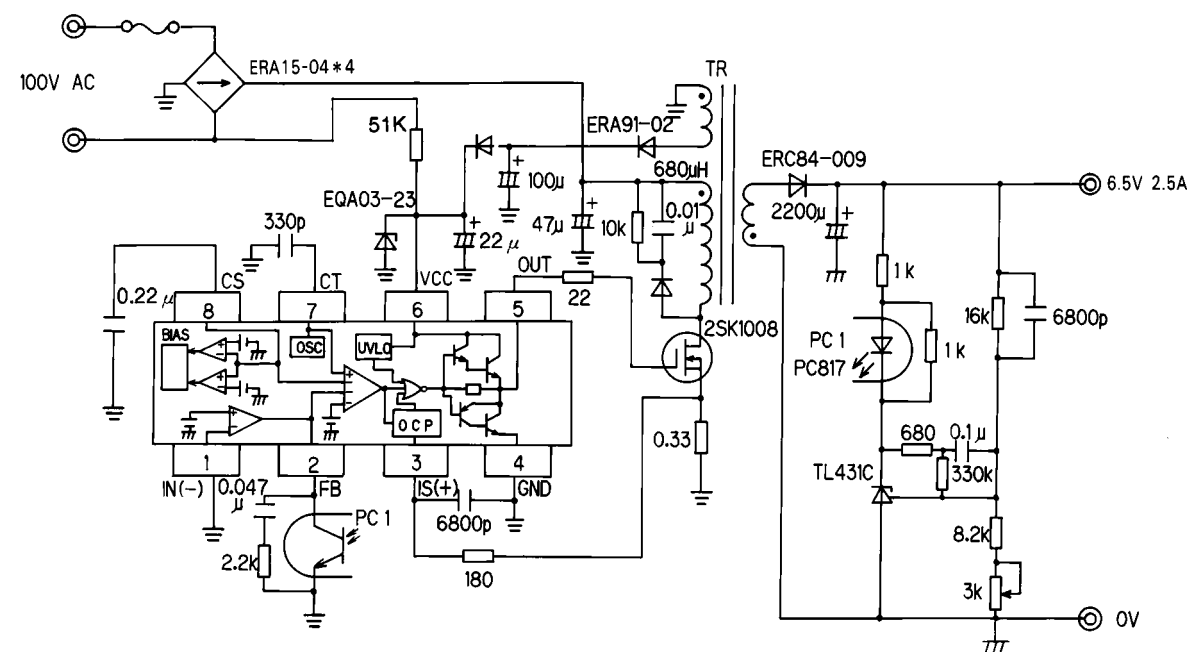 ERA15-04*4
100V AC
TR
51K
ERA91-02
ERC84-009
+
100μ
680μH
6.5V 2.5A
2200μ
+
EQA03-23
330p
+
22μ
+
47μ
10k
0.01
μ
1k
CS
CT
VCC
OUT
22
0.22μ
8
7
6
5
2SK1008
16k
6800p
PC1
PC817
1k
BIAS
OSC
UVLO
OCP
0.33
680
0.1μ
330k
TL431C
1
2
3
4
IN(-)
0.047
μ
FB
IS(+)
GND
6800p
PC1
8.2k
2.2k
180
3k
0V